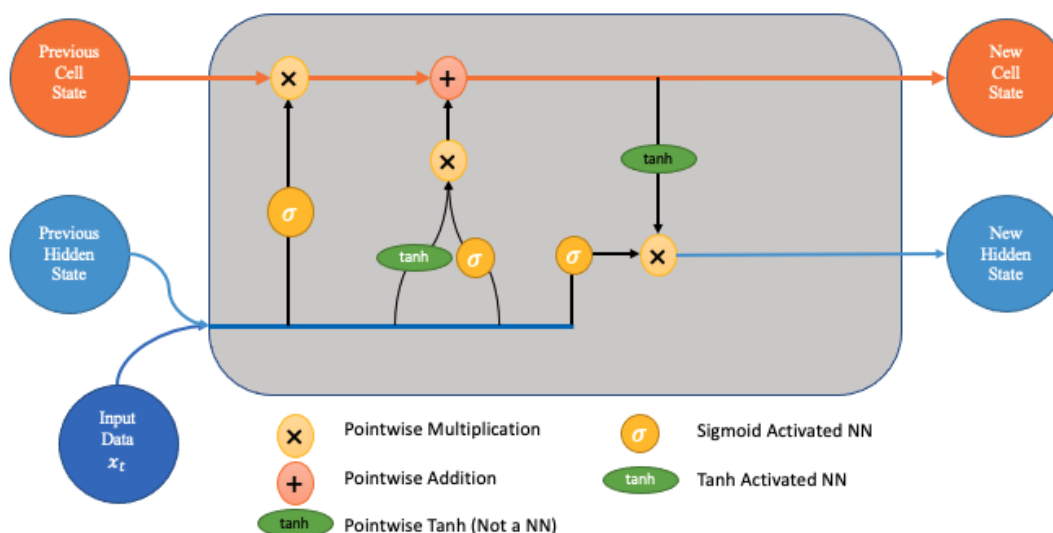 Previous
Cell
State
New
Cell
State
×
+
tanh
×
σ
Previous
Hidden
State
New
Hidden
State
tanh
σ
σ
×
Input
Data
x_t
× Pointwise Multiplication
σ Sigmoid Activated NN
+ Pointwise Addition
tanh Tanh Activated NN
tanh Pointwise Tanh (Not a NN)